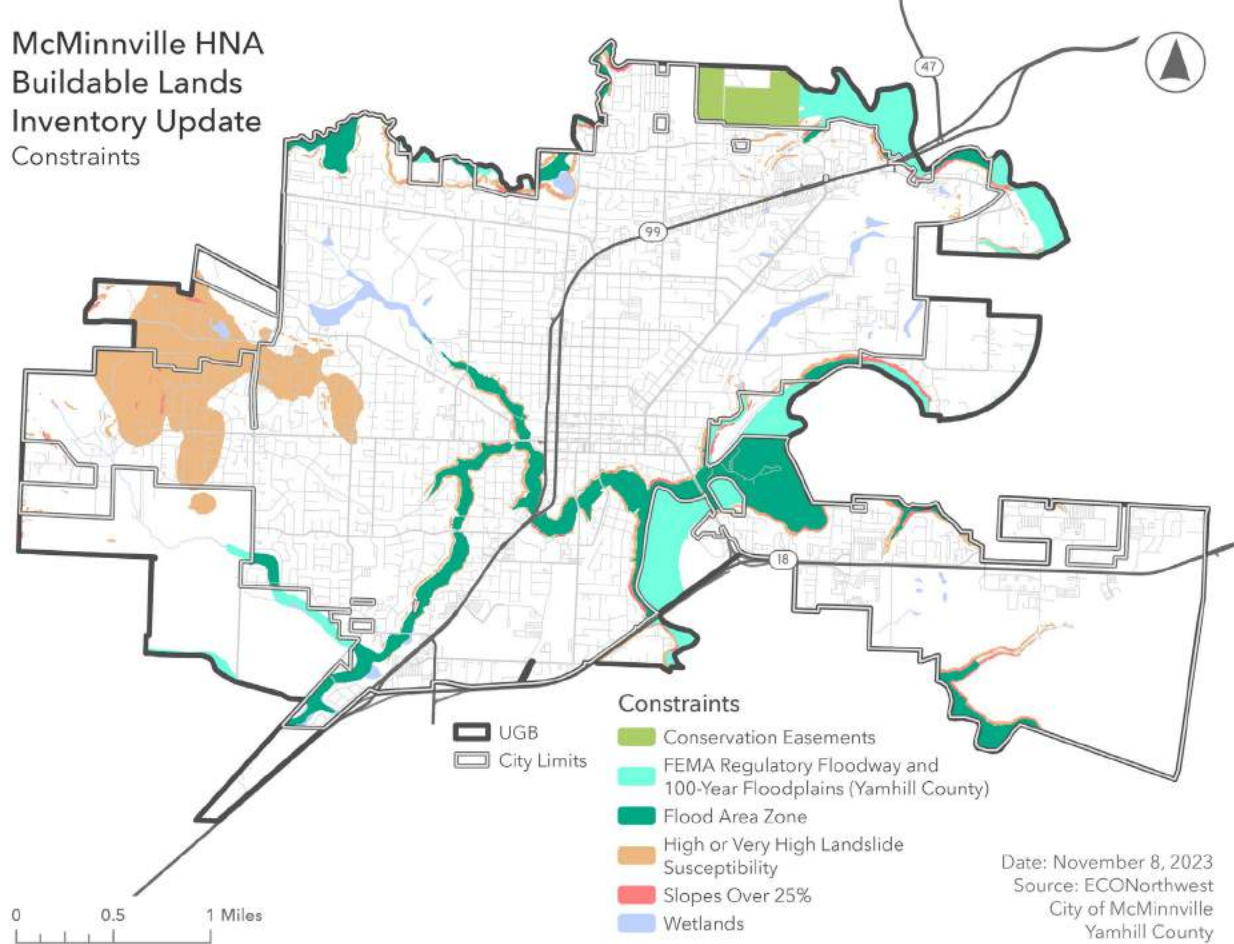 McMinnville HNA
Buildable Lands
Inventory Update
Constraints
47
99
18
Constraints
UGB
City Limits
Conservation Easements
FEMA Regulatory Floodway and
100-Year Floodplains (Yamhill County)
Flood Area Zone
High or Very High Landslide
Susceptibility
Slopes Over 25%
Wetlands
0 0.5 1 Miles
Date: November 8, 2023
Source: ECONorthwest
City of McMinnville
Yamhill County